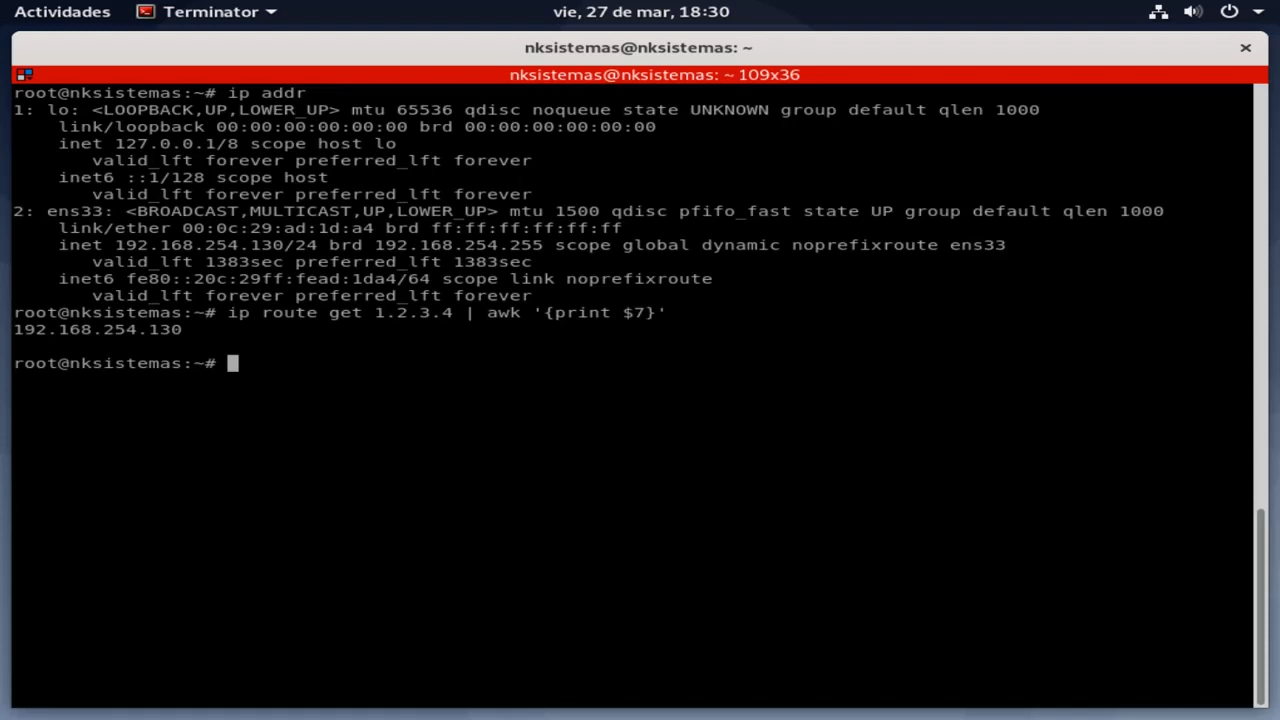 Actividades Terminator vie, 27 de mar, 18:30
nksistemas@nksistemas: ~
nksistemas@nksistemas: ~ 109x36
root@nksistemas:~# ip addr
1: lo: <LOOPBACK,UP,LOWER_UP> mtu 65536 qdisc noqueue state UNKNOWN group default qlen 1000
    link/loopback 00:00:00:00:00:00 brd 00:00:00:00:00:00
    inet 127.0.0.1/8 scope host lo
       valid_lft forever preferred_lft forever
    inet6 ::1/128 scope host
       valid_lft forever preferred_lft forever
2: ens33: <BROADCAST,MULTICAST,UP,LOWER_UP> mtu 1500 qdisc pfifo_fast state UP group default qlen 1000
    link/ether 00:0c:29:ad:1d:a4 brd ff:ff:ff:ff:ff:ff
    inet 192.168.254.130/24 brd 192.168.254.255 scope global dynamic noprefixroute ens33
       valid_lft 1383sec preferred_lft 1383sec
    inet6 fe80::20c:29ff:fead:1da4/64 scope link noprefixroute
       valid_lft forever preferred_lft forever
root@nksistemas:~# ip route get 1.2.3.4 | awk '{print $7}'
192.168.254.130
root@nksistemas:~#